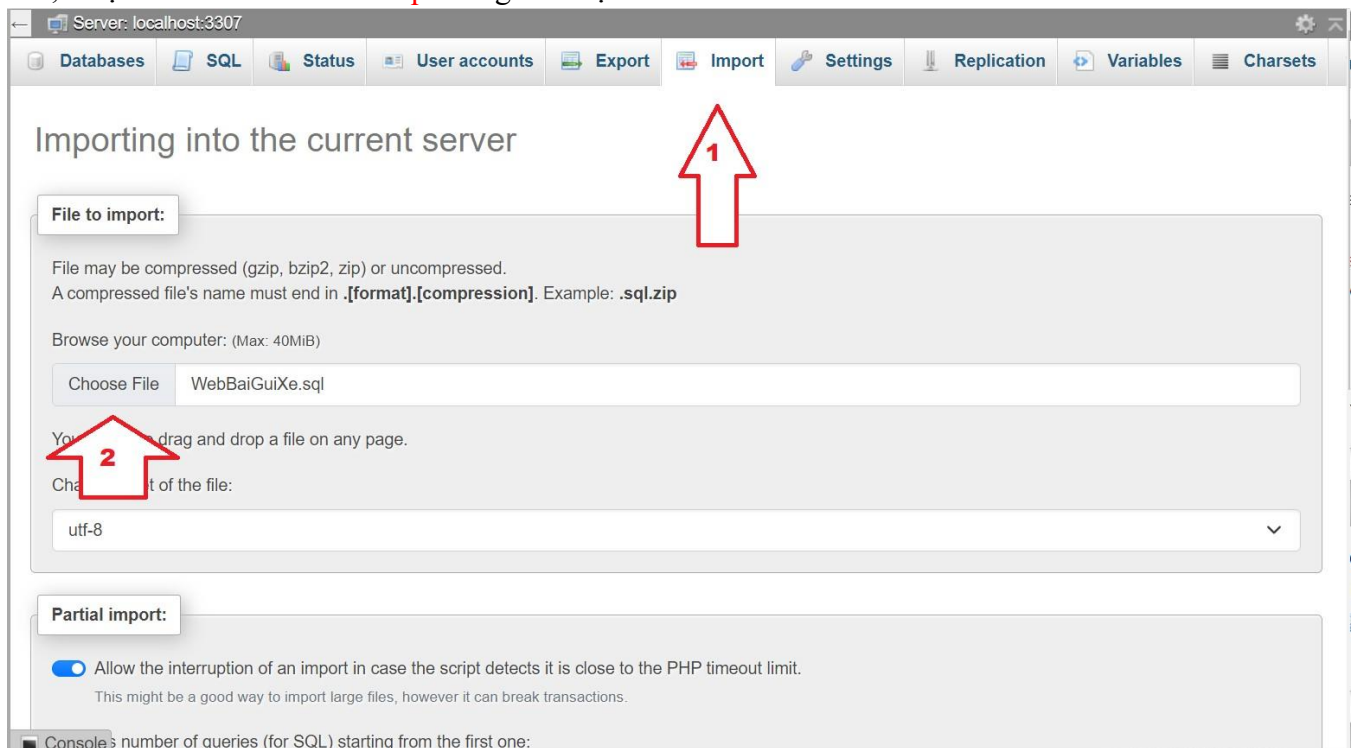 Server: localhost:3307
Databases SQL Status User accounts Export Import Settings Replication Variables Charsets
Importing into the current server
1
File to import:
File may be compressed (gzip, bzip2, zip) or uncompressed.
A compressed file's name must end in .[format].[compression]. Example: .sql.zip
Browse your computer: (Max: 40MiB)
Choose File WebBaiGuiXe.sql
drag and drop a file on any page.
2
of the file:
utf-8
Partial import:
Allow the interruption of an import in case the script detects it is close to the PHP timeout limit.
This might be a good way to import large files, however it can break transactions.
Console number of queries (for SQL) starting from the first one: